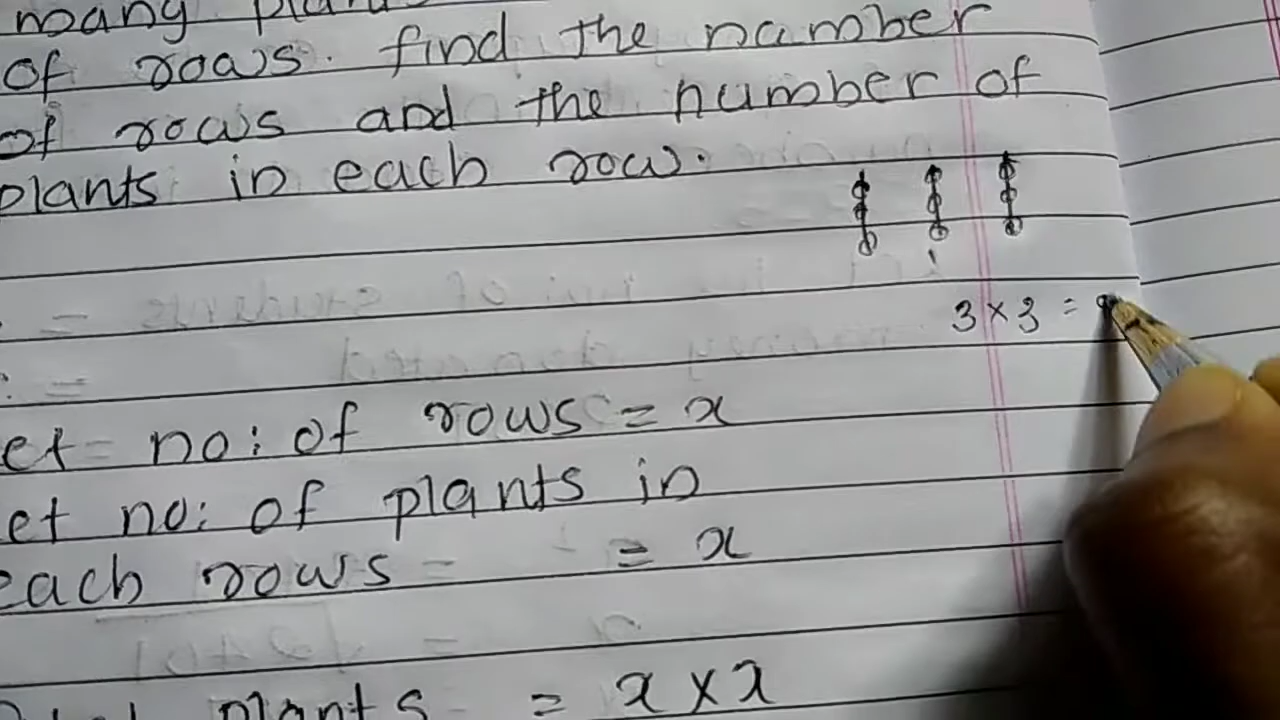 many
of rows. find the number
of rows and the number of
plants in each row.
3 × 3 =
et no: of rows = x
et no: of plants in
each rows = x
plants = x × x